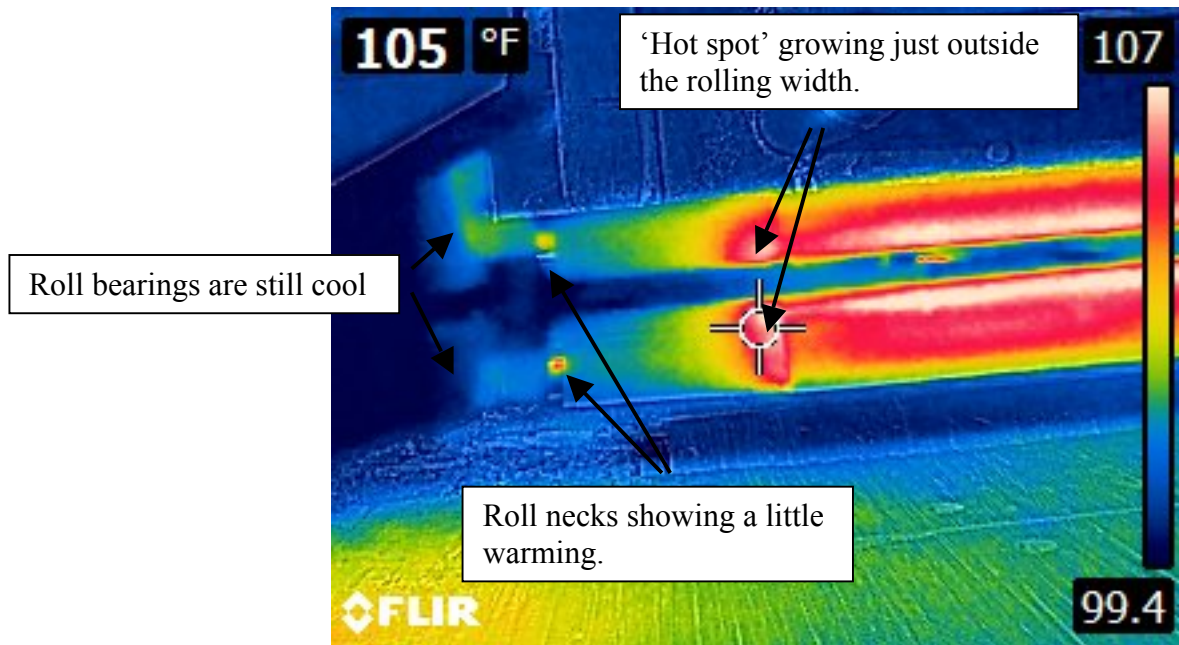 105 °F
‘Hot spot’ growing just outside
the rolling width.
107
Roll bearings are still cool
Roll necks showing a little
warming.
FLIR
99.4